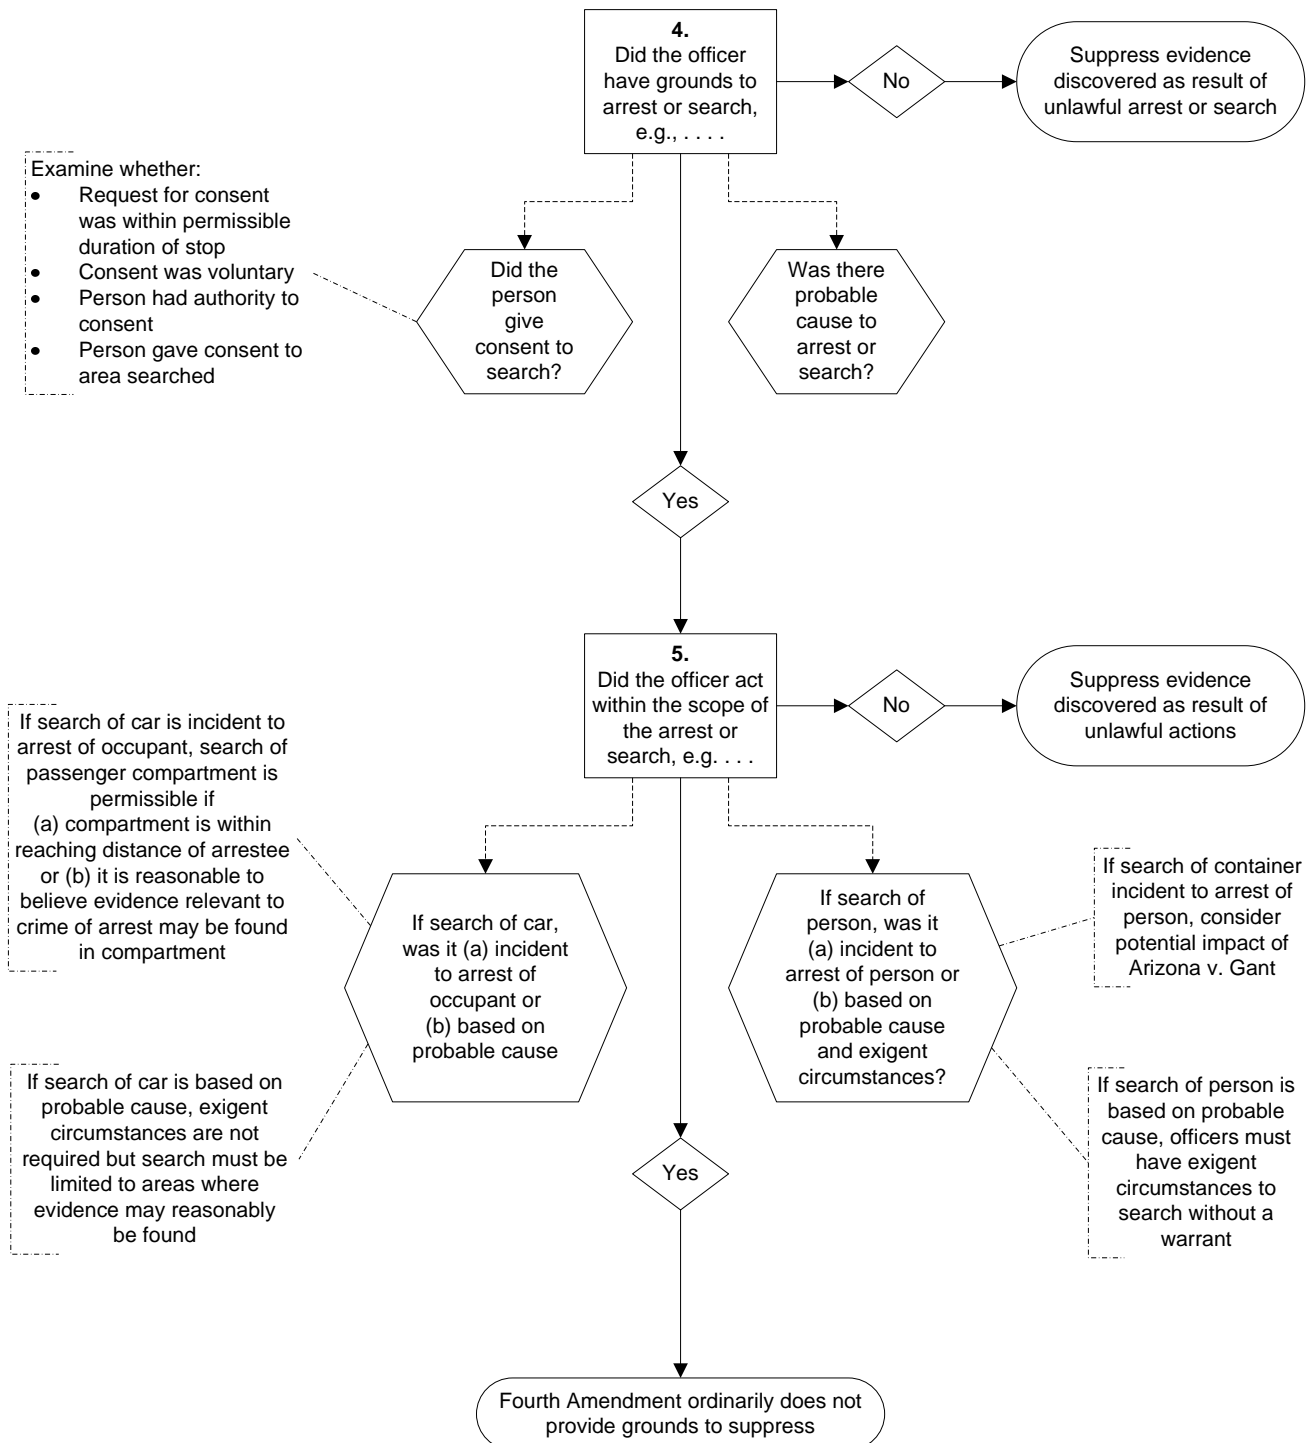 4.
Did the officer
have grounds to
arrest or search,
e.g., . . . .
No
Suppress evidence
discovered as result of
unlawful arrest or search
Examine whether:
• Request for consent
was within permissible
duration of stop
• Consent was voluntary
• Person had authority to
consent
• Person gave consent to
area searched
Did the
person
give
consent to
search?
Was there
probable
cause to
arrest or
search?
Yes
5.
Did the officer act
within the scope of
the arrest or
search, e.g. . . .
No
Suppress evidence
discovered as result of
unlawful actions
If search of car is incident to
arrest of occupant, search of
passenger compartment is
permissible if
(a) compartment is within
reaching distance of arrestee
or (b) it is reasonable to
believe evidence relevant to
crime of arrest may be found
in compartment
If search of car,
was it (a) incident
to arrest of
occupant or
(b) based on
probable cause
If search of
person, was it
(a) incident to
arrest of person or
(b) based on
probable cause
and exigent
circumstances?
If search of container
incident to arrest of
person, consider
potential impact of
Arizona v. Gant
If search of car is based on
probable cause, exigent
circumstances are not
required but search must be
limited to areas where
evidence may reasonably
be found
If search of person is
based on probable
cause, officers must
have exigent
circumstances to
search without a
warrant
Yes
Fourth Amendment ordinarily does not
provide grounds to suppress